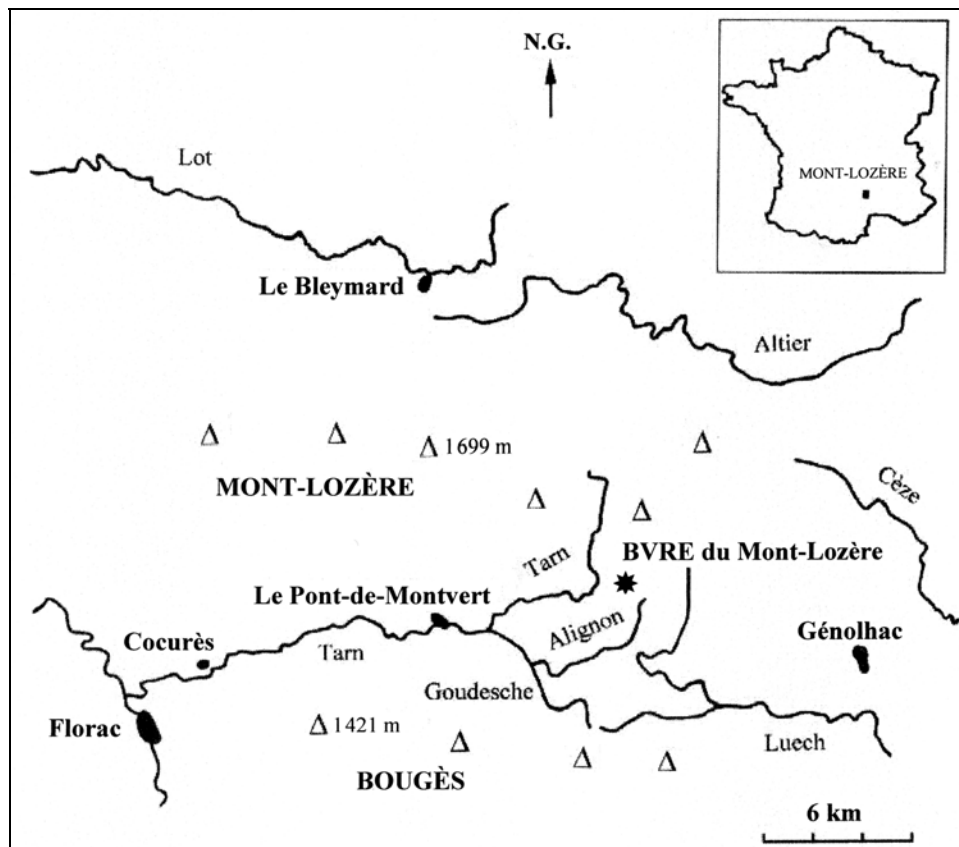 N.G.
MONT-LOZÈRE
Lot
Le Bleymard
Altier
1699 m
MONT-LOZÈRE
Cèze
Tarn
BVRE du Mont-Lozère
Le Pont-de-Montvert
Alignon
Génolhac
Cocurès
Tarn
Goudesche
Florac
1421 m
Luech
BOUGÈS
6 km